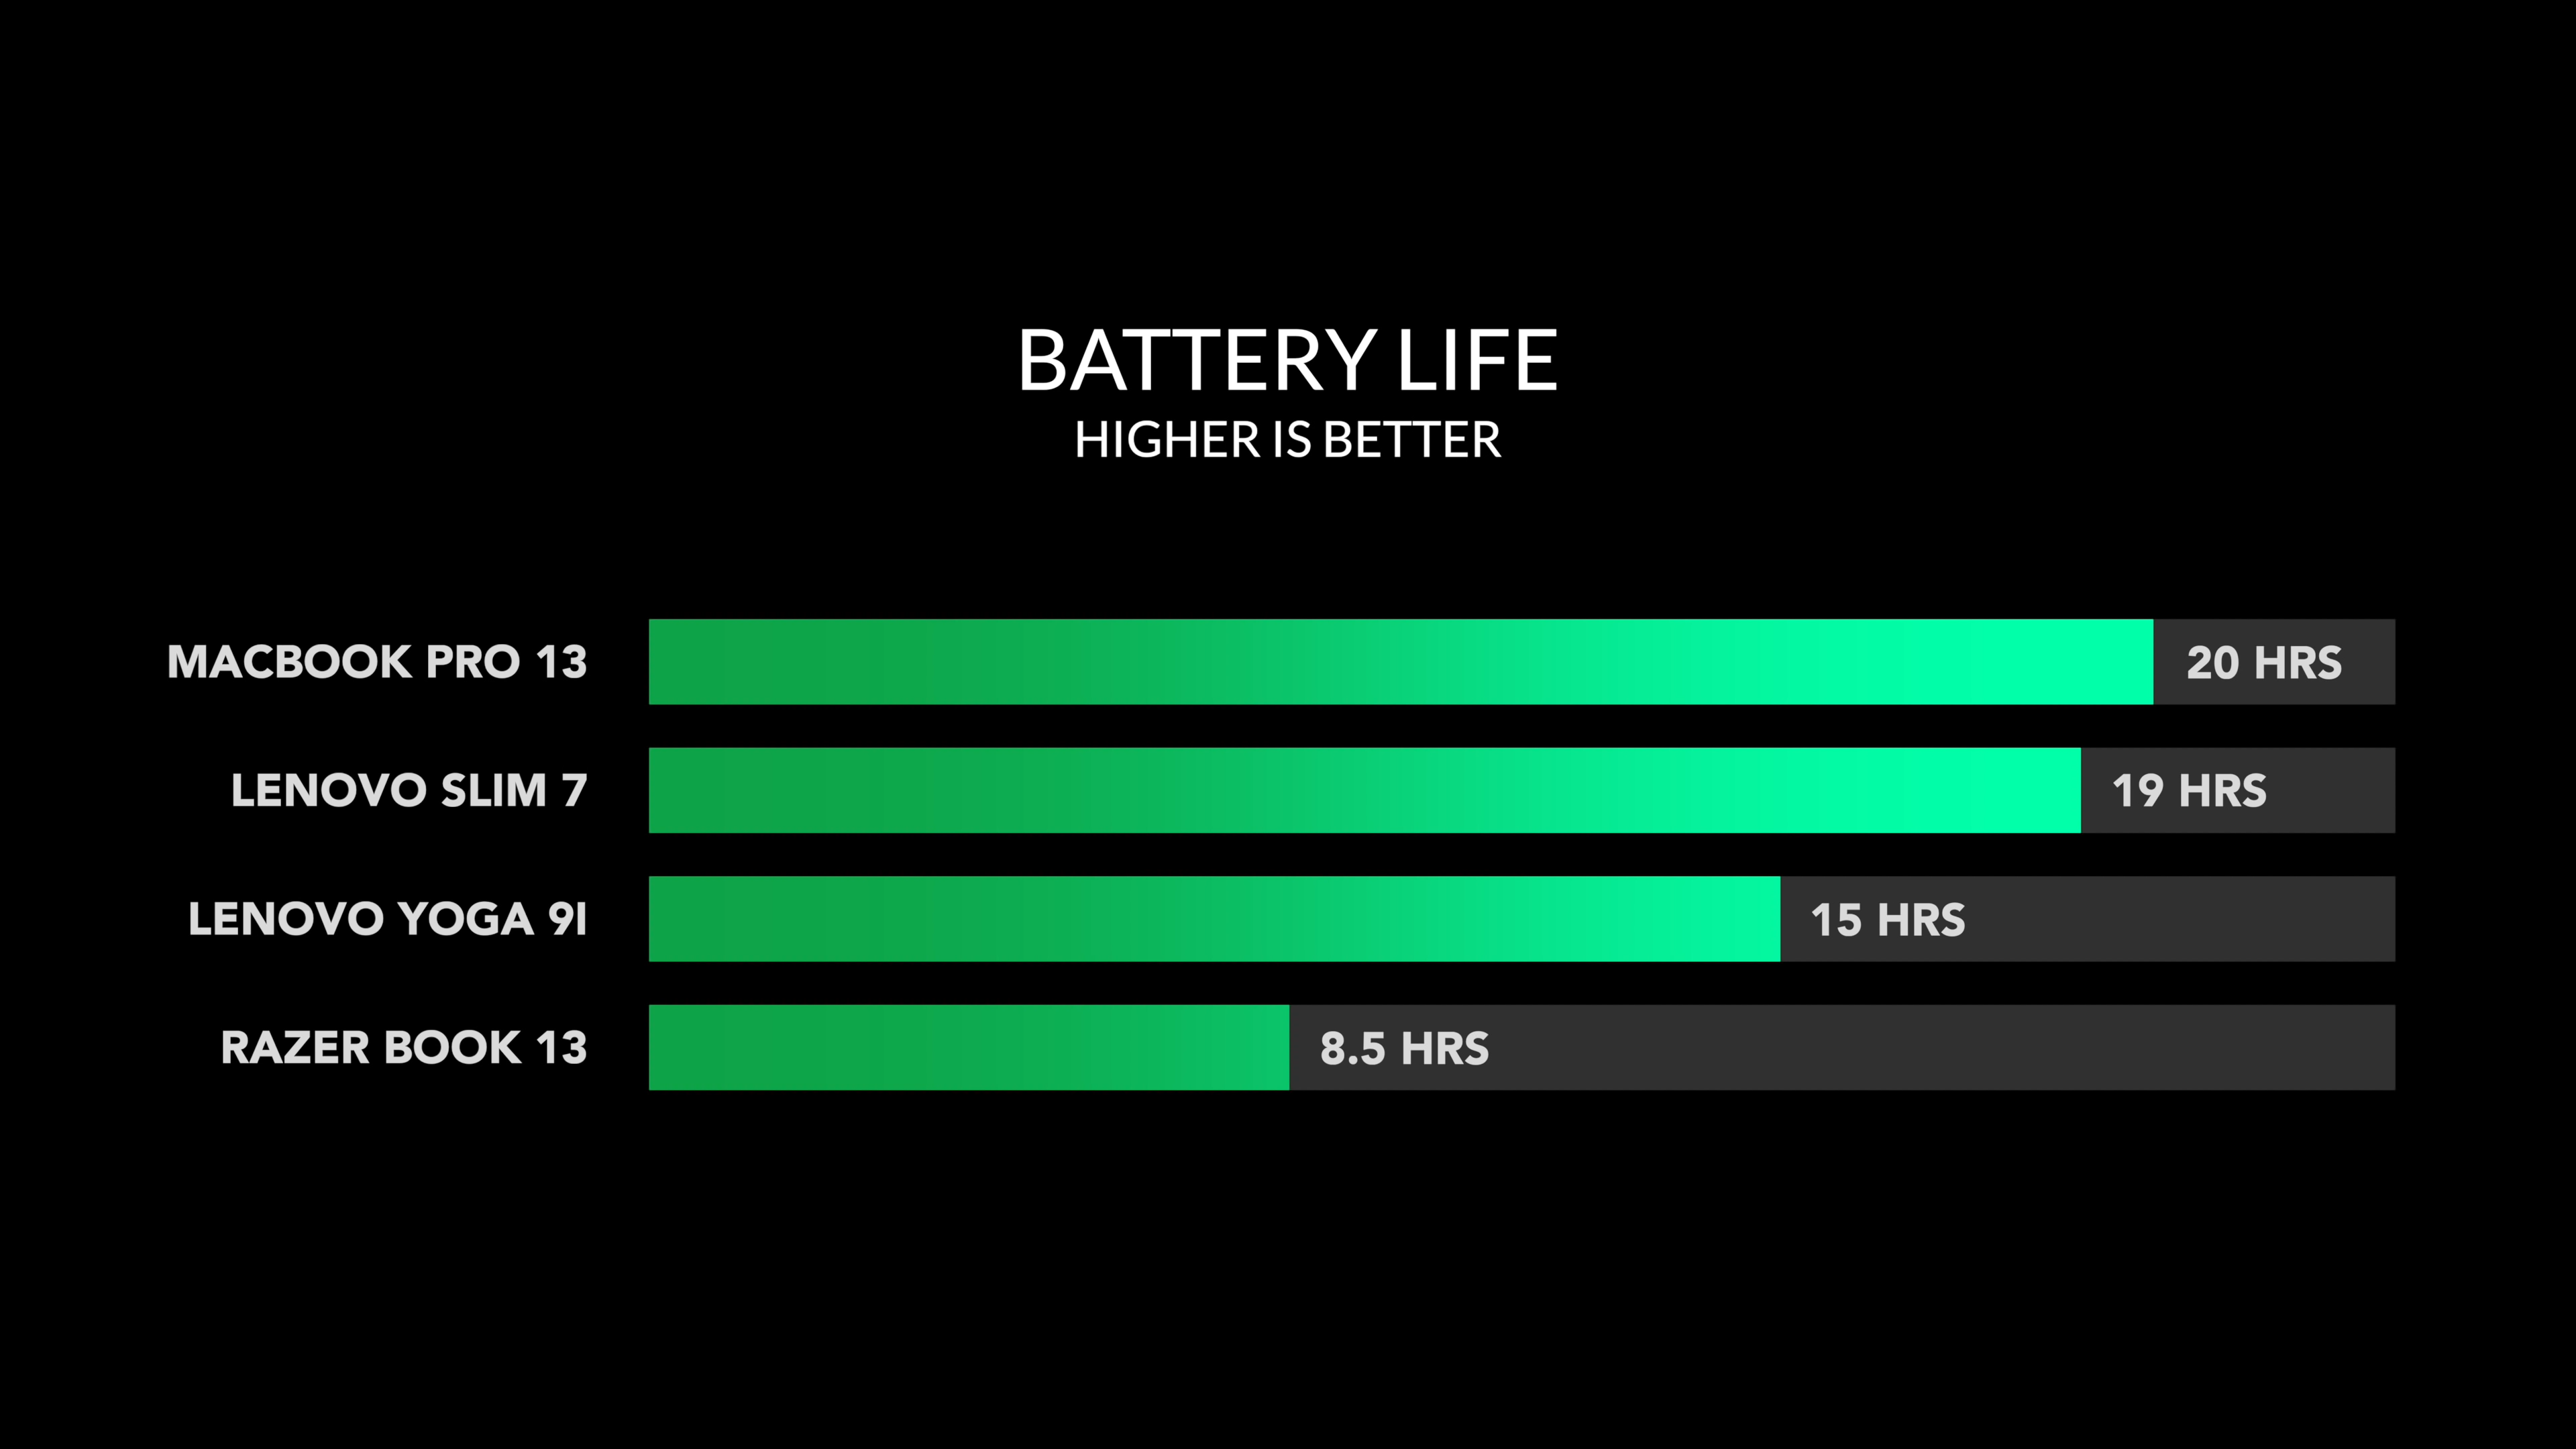 BATTERY LIFE
HIGHER IS BETTER
MACBOOK PRO 13 20 HRS
LENOVO SLIM 7 19 HRS
LENOVO YOGA 9I 15 HRS
RAZER BOOK 13 8.5 HRS